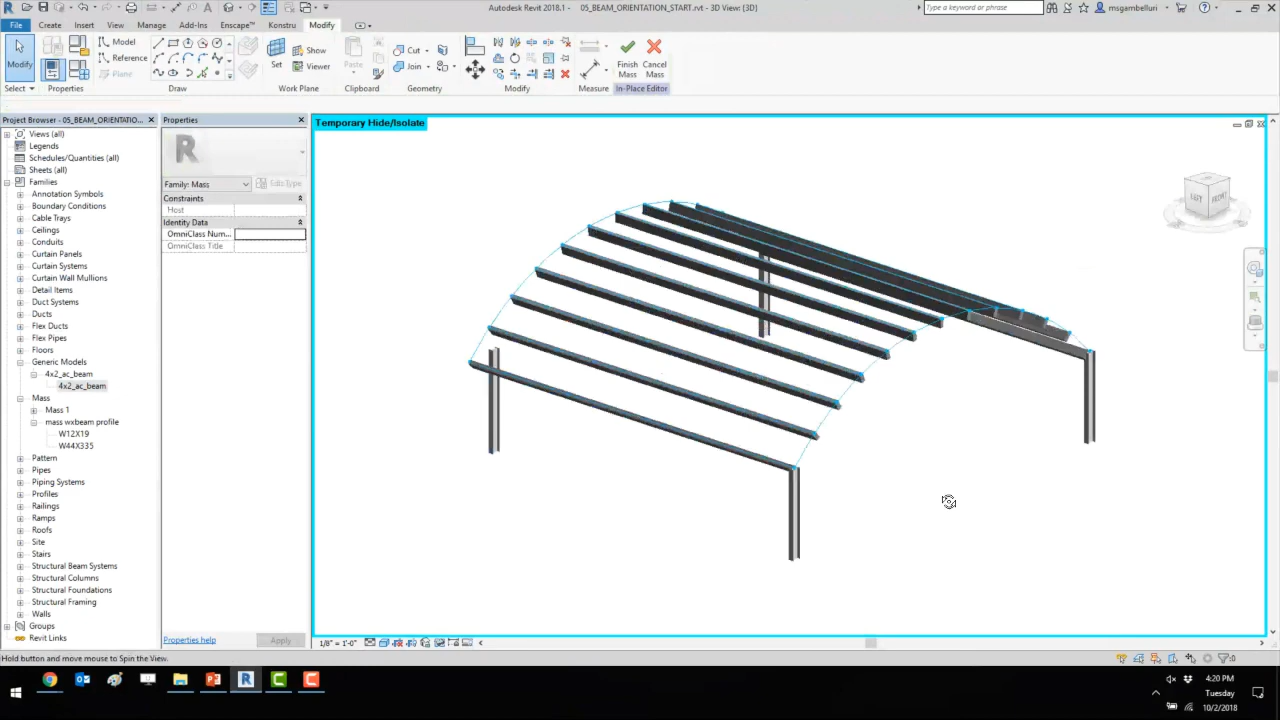 Autodesk Revit 2018.1 - 05_BEAM_ORIENTATION_START.rvt - 3D View: {3D}
Type a keyword or phrase
msgambelluri
File Create Insert View Manage Add-Ins Enscape™ Konstru Modify
Modify
Model
Reference
Plane
Set
Show
Viewer
Paste
Cut
Join
Finish Mass
Cancel Mass
Select Properties Draw Work Plane Clipboard Geometry Modify Measure In-Place Editor
Project Browser - 05_BEAM_ORIENTATIO...
Views (all)
Legends
Schedules/Quantities (all)
Sheets (all)
Families
Annotation Symbols
Boundary Conditions
Cable Trays
Ceilings
Conduits
Curtain Panels
Curtain Systems
Curtain Wall Mullions
Detail Items
Duct Systems
Ducts
Flex Ducts
Flex Pipes
Floors
Generic Models
4x2_ac_beam
4x2_ac_beam
Mass
Mass 1
mass wxbeam profile
W12X19
W44X335
Pattern
Pipes
Piping Systems
Profiles
Railings
Ramps
Roofs
Site
Stairs
Structural Beam Systems
Structural Columns
Structural Foundations
Structural Framing
Walls
Groups
Revit Links
Properties
R
Family: Mass
Edit Type
Constraints
Host
Identity Data
OmniClass Num...
OmniClass Title
Properties help
Apply
Temporary Hide/Isolate
FRONT
1/8" = 1'-0"
Hold button and move mouse to Spin the View.
:0
4:20 PM
Tuesday
10/2/2018